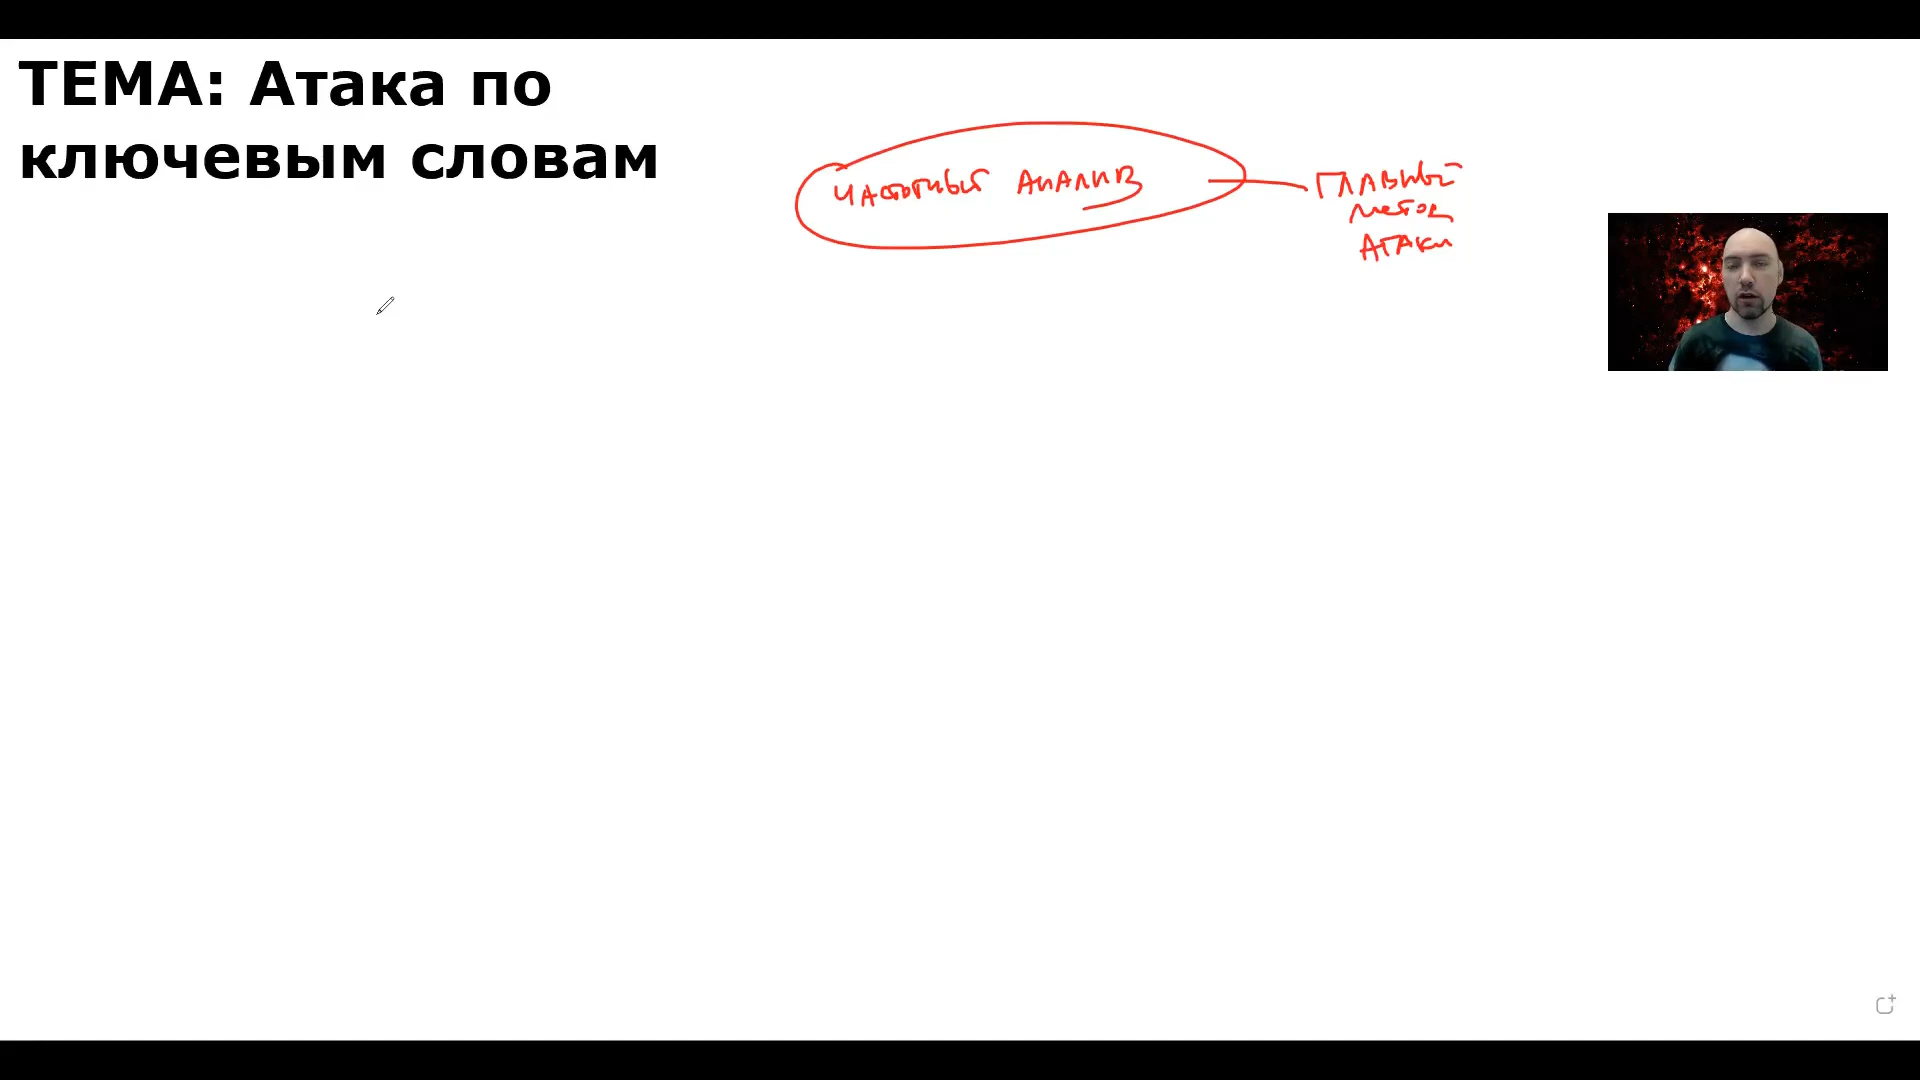 ТЕМА: Атака по
ключевым словам
ЧАСТОТНЫЙ АНАЛИЗ
ГЛАВНЫЙ
МЕТОД
АТАКИ